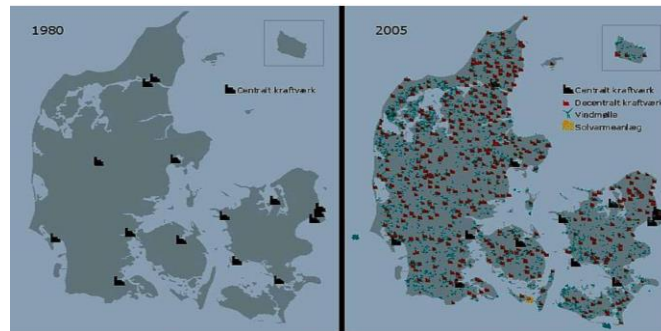 1980
Centralt kraftværk
2005
Centralt kraftværk
Decentralt kraftværk
Vindmølle
Solvarmeanlæg